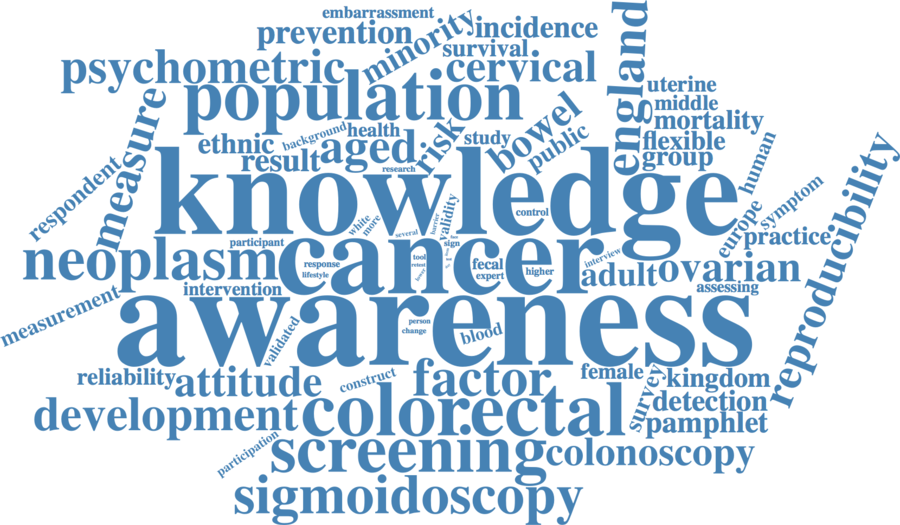 embarrassment
prevention
minority
incidence
survival
england
psychometric
cervical
uterine
population
middle
mortality
measure
ethnic
background
health
risk
study
bowel
public
flexible
group
result
aged
research
human
respondent
knowledge
reproducibility
control
validity
white
more
several
barrier
europe
symptom
practice
participant
sign
neoplasm
cancer
response
lifestyle
tool
fecal
expert
higher
interview
adult
ovarian
intervention
assessing
measurement
awareness
validated
person
change
blood
reliability
attitude
construct
factor
female
survey
kingdom
development
colorectal
detection
pamphlet
participation
screening
colonoscopy
sigmoidoscopy